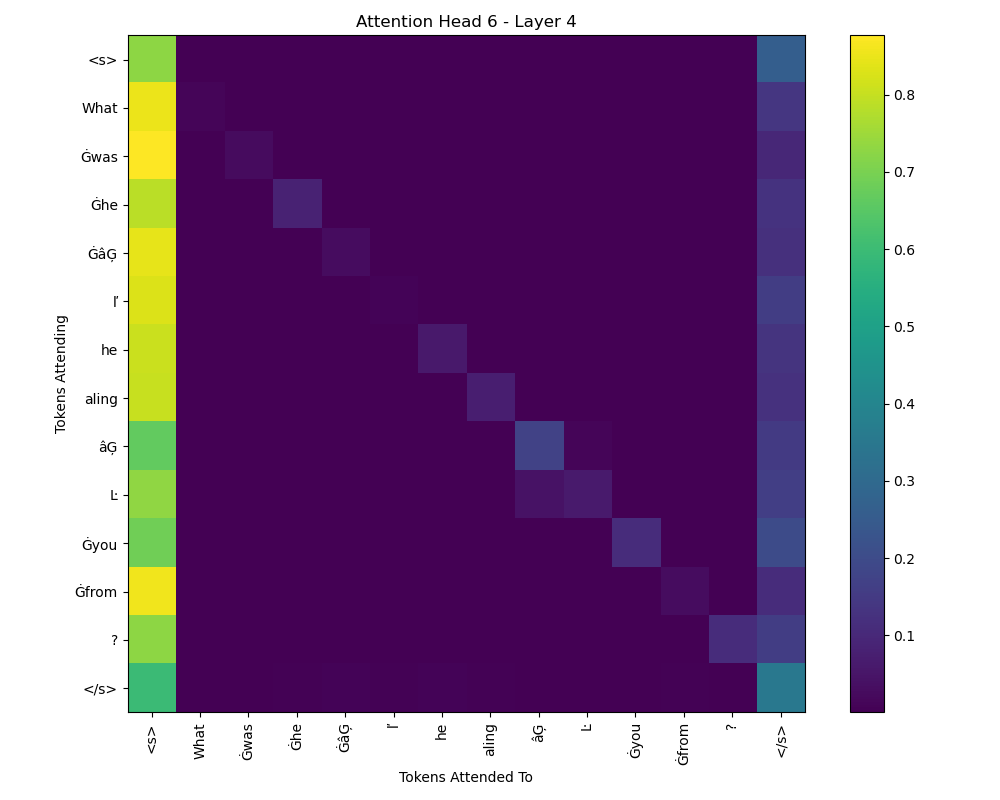 Attention Head 6 - Layer 4
Tokens Attending
<s>
What
Ġwas
Ġhe
ĠâĢ
ľ
he
aling
âĢ
Ŀ
Ġyou
Ġfrom
?
</s>
<s>
What
Ġwas
Ġhe
ĠâĢ
ľ
he
aling
âĢ
Ŀ
Ġyou
Ġfrom
?
</s>
Tokens Attended To
0.8
0.7
0.6
0.5
0.4
0.3
0.2
0.1